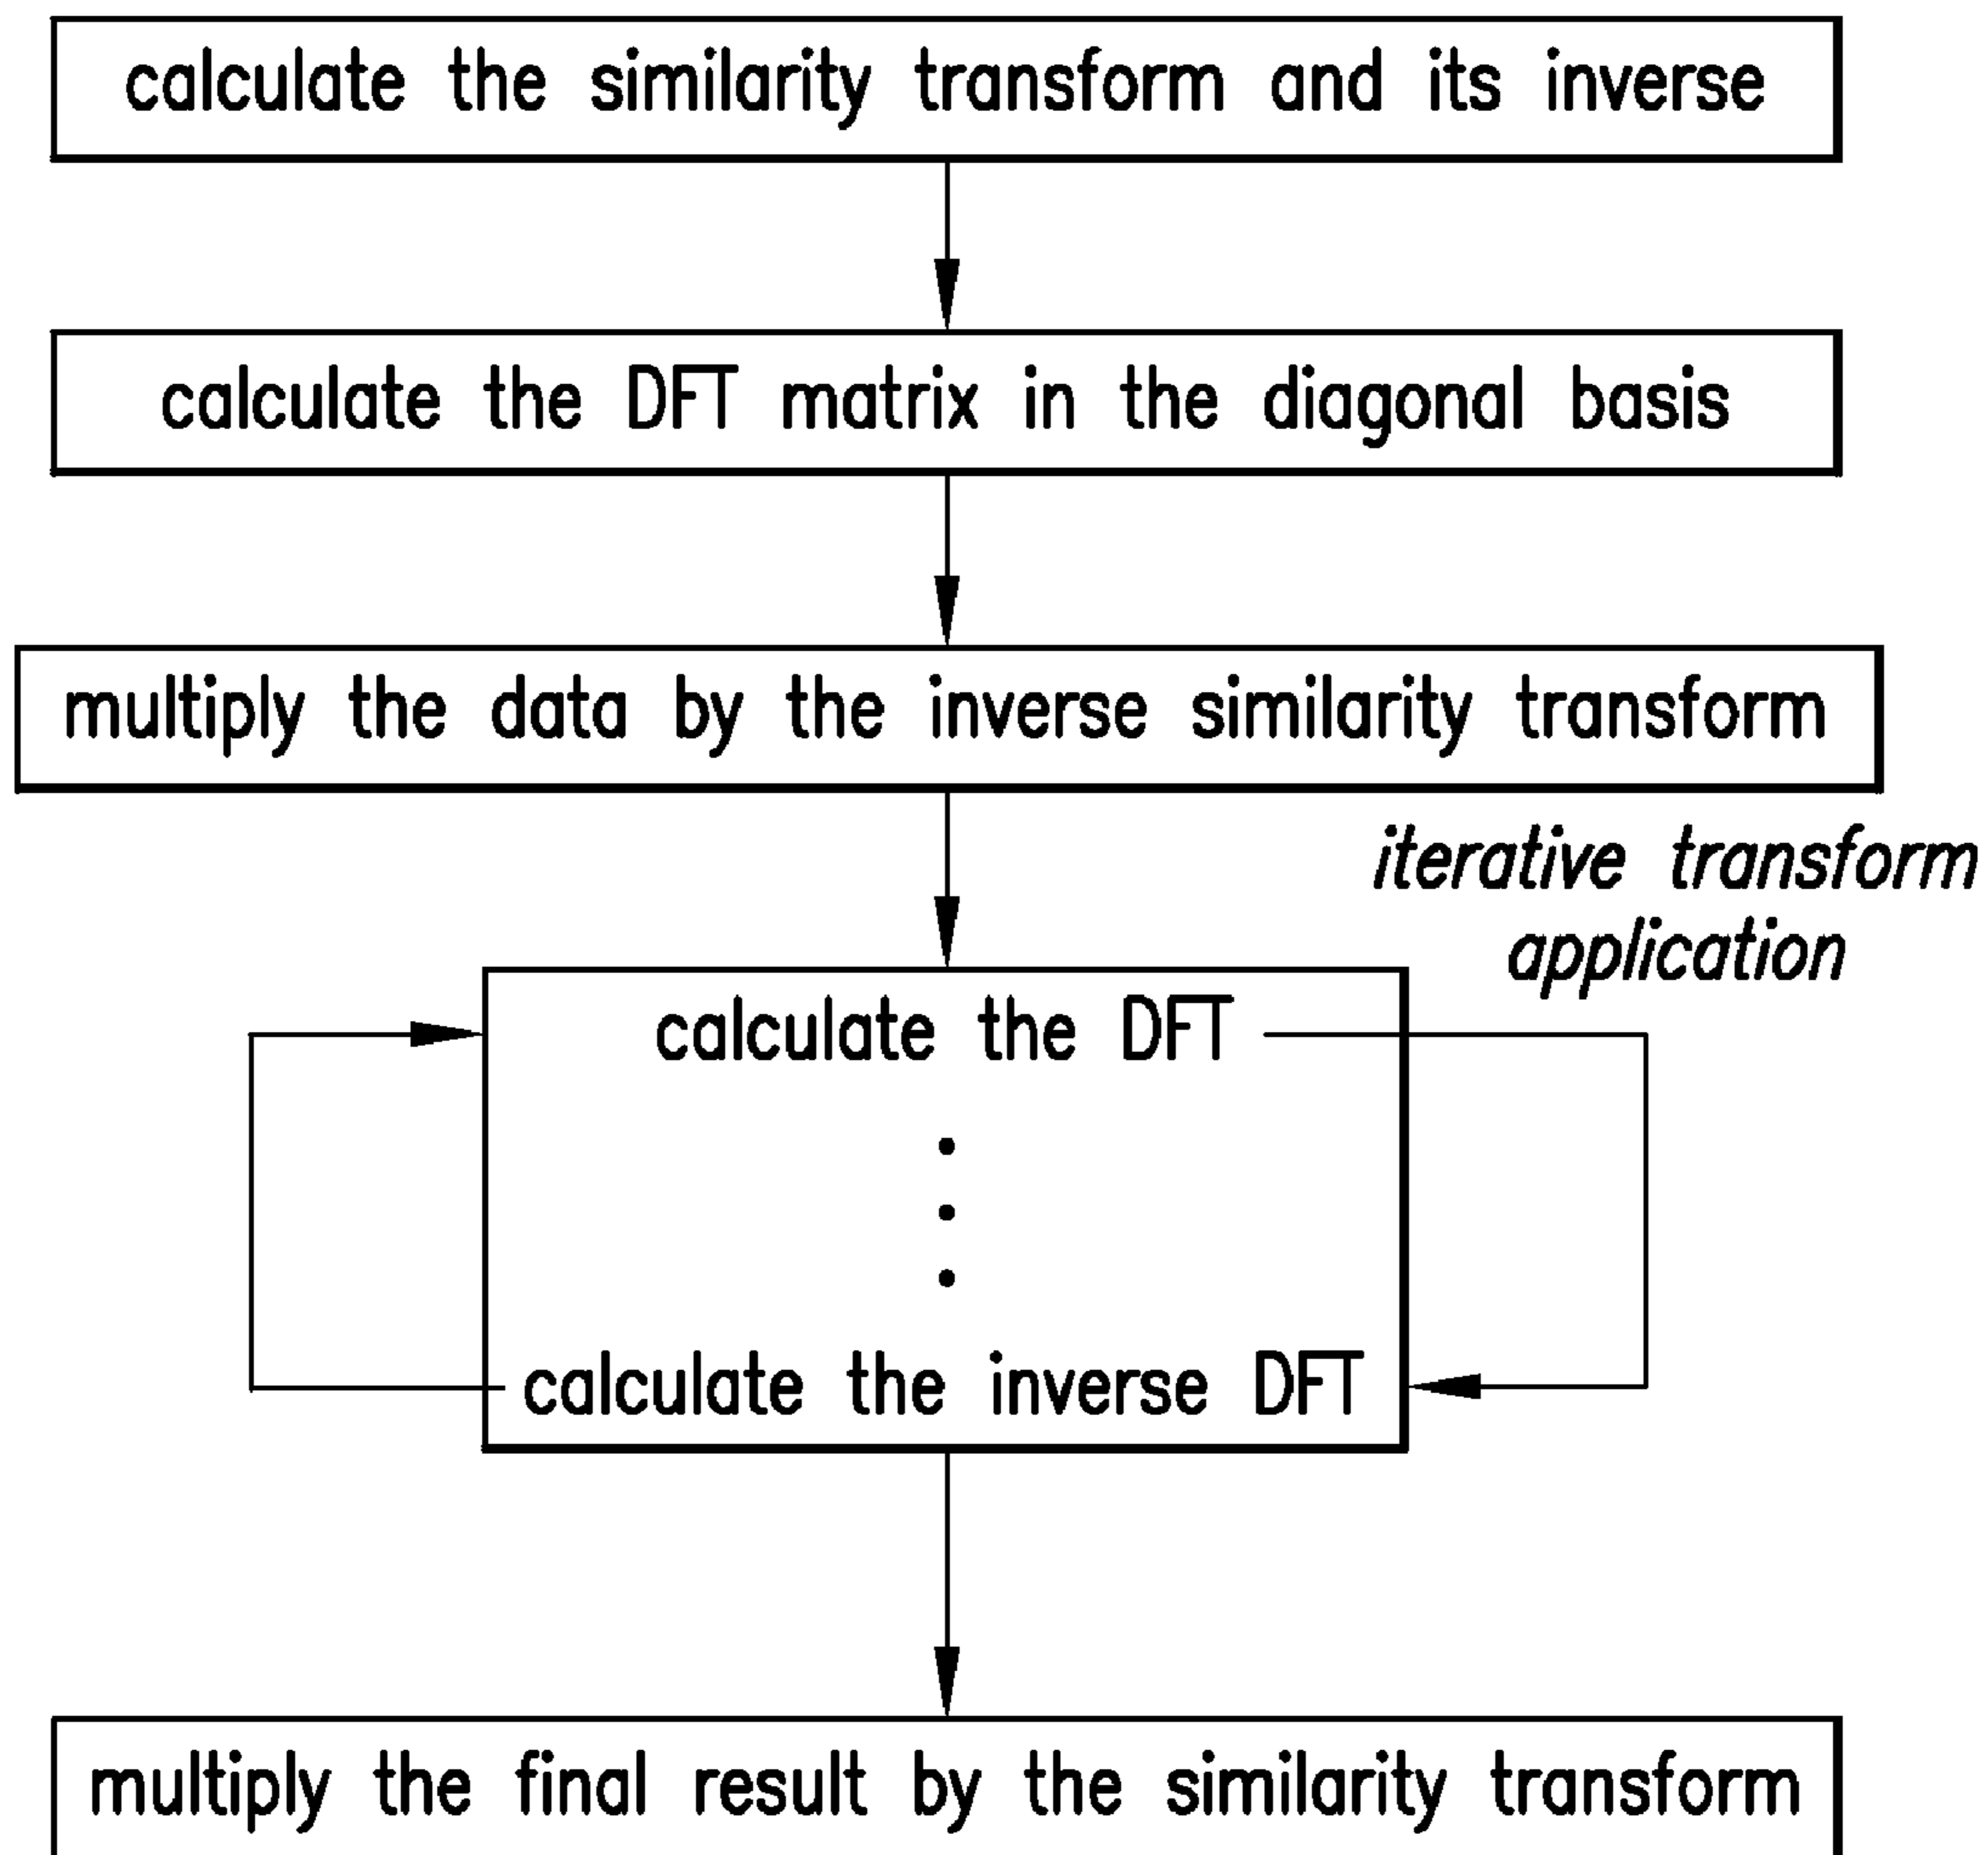 calculate the similarity transform and its inverse
calculate the DFT matrix in the diagonal basis
multiply the data by the inverse similarity transform
iterative transform
application
calculate the DFT
calculate the inverse DFT
multiply the final result by the similarity transform